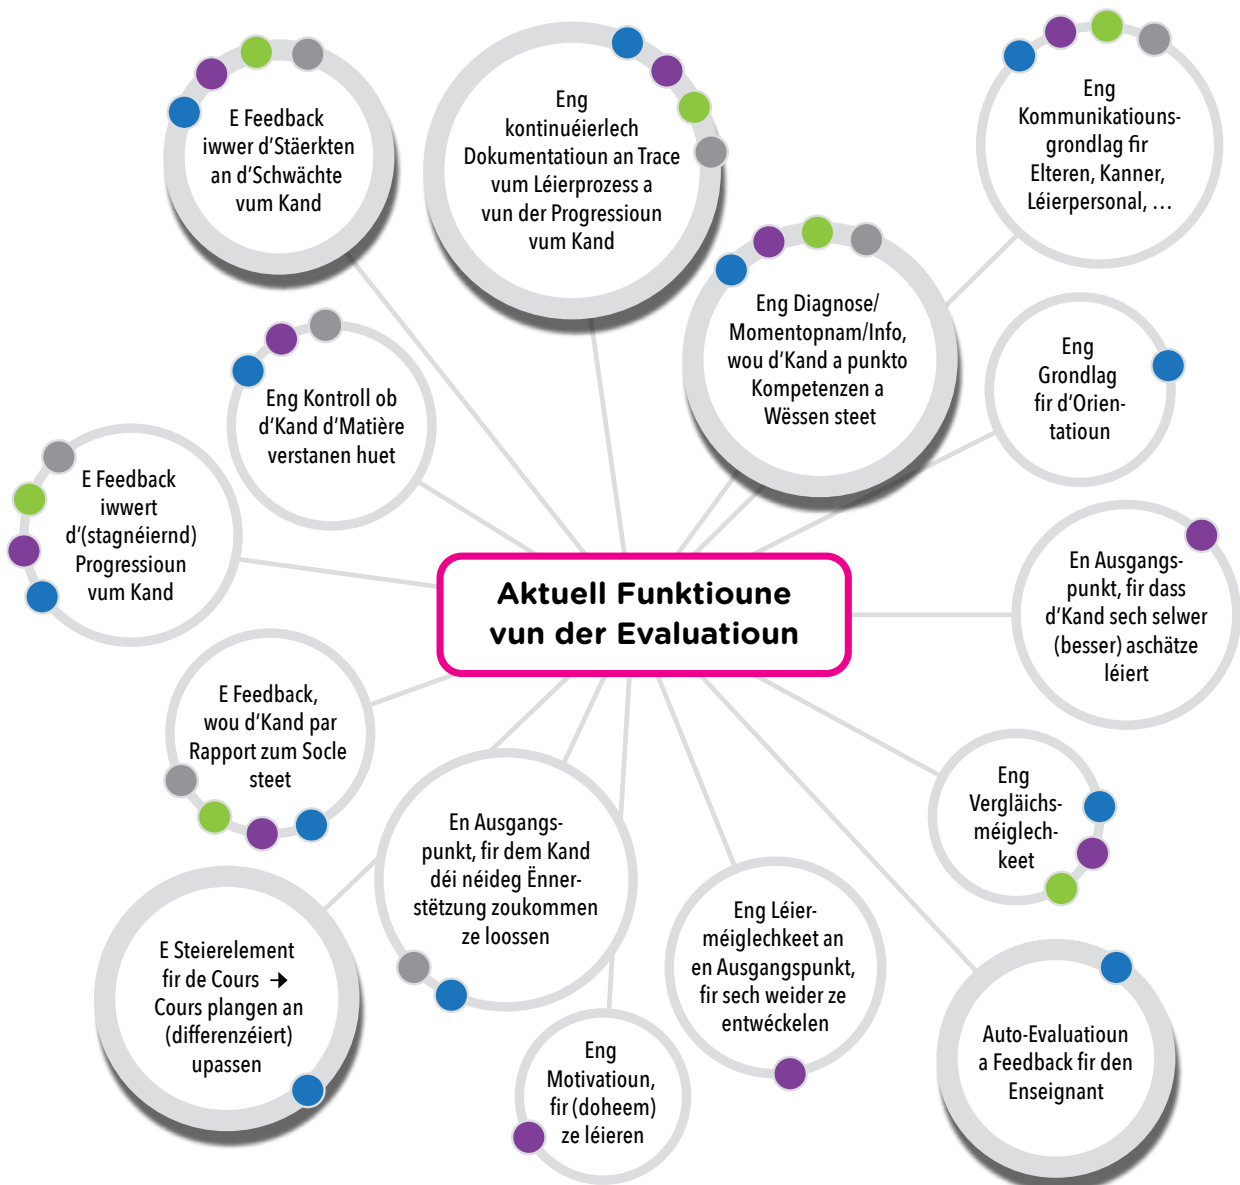 E Feedback
iwwer d‘Stäerkten
an d‘Schwächte
vum Kand
Eng
kontinuéierlech
Dokumentatioun an Trace
vum Léierprozess a
vun der Progressioun
vum Kand
Eng
Kommunikatiouns-
grondlag fir
Elteren, Kanner,
Léierpersonal, …
Eng Diagnose/
Momentopnam/Info,
wou d‘Kand a punkto
Kompetenzen a
Wëssen steet
Eng
Grondlag
fir d‘Orien-
tatioun
Eng Kontroll ob
d‘Kand d‘Matière
verstanen huet
E Feedback
iwwert
d‘(stagnéiernd)
Progressioun
vum Kand
Aktuell Funktioune
vun der Evaluatioun
En Ausgangs-
punkt, fir dass
d‘Kand sech selwer
(besser) aschätze
léiert
E Feedback,
wou d‘Kand par
Rapport zum Socle
steet
Eng
Vergläichs-
méiglech-
keet
En Ausgangs-
punkt, fir dem Kand
déi néideg Ënner-
stëtzung zoukommen
ze loossen
Eng Léier-
méiglechkeet an
en Ausgangspunkt,
fir sech weider ze
entwéckelen
E Steierelement
fir de Cours ➔
Cours plangen an
(differenzéiert)
upassen
Eng
Motivatioun,
fir (doheem)
ze léieren
Auto-Evaluatioun
a Feedback fir den
Enseignant